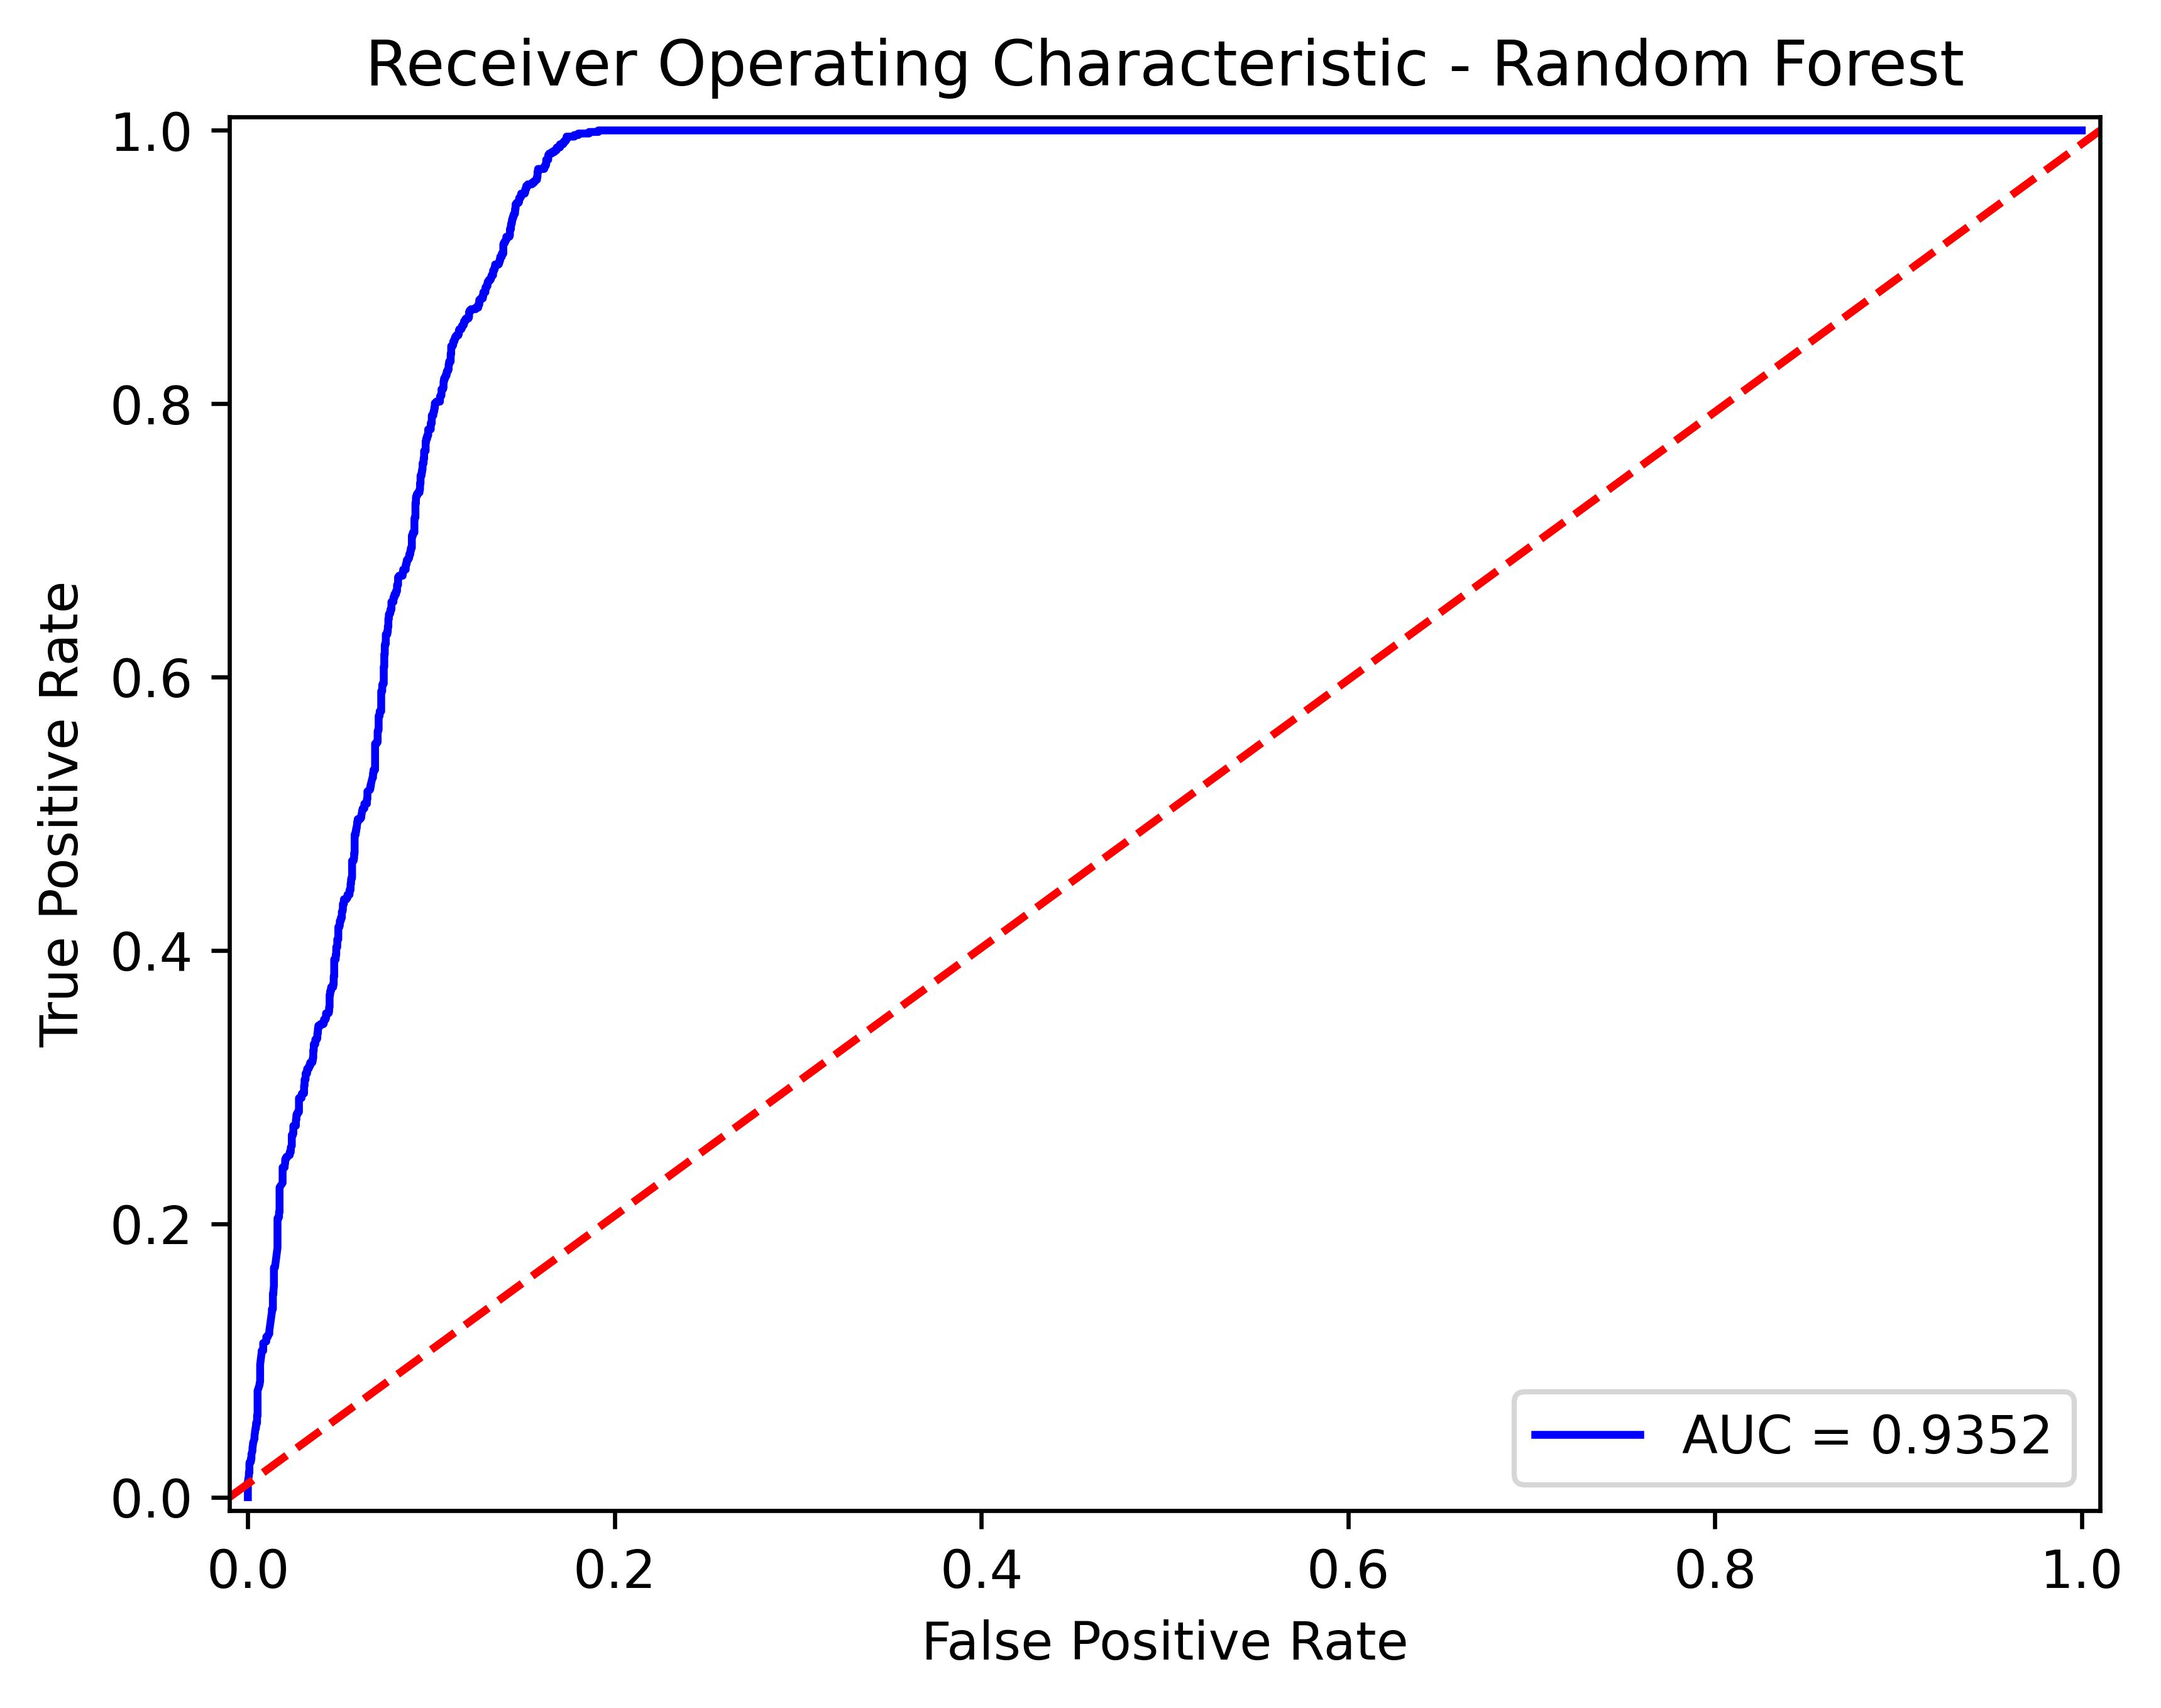 Receiver Operating Characteristic - Random Forest
1.0
0.8
0.6
0.4
0.2
0.0
True Positive Rate
AUC = 0.9352
0.0 0.2 0.4 0.6 0.8 1.0
False Positive Rate